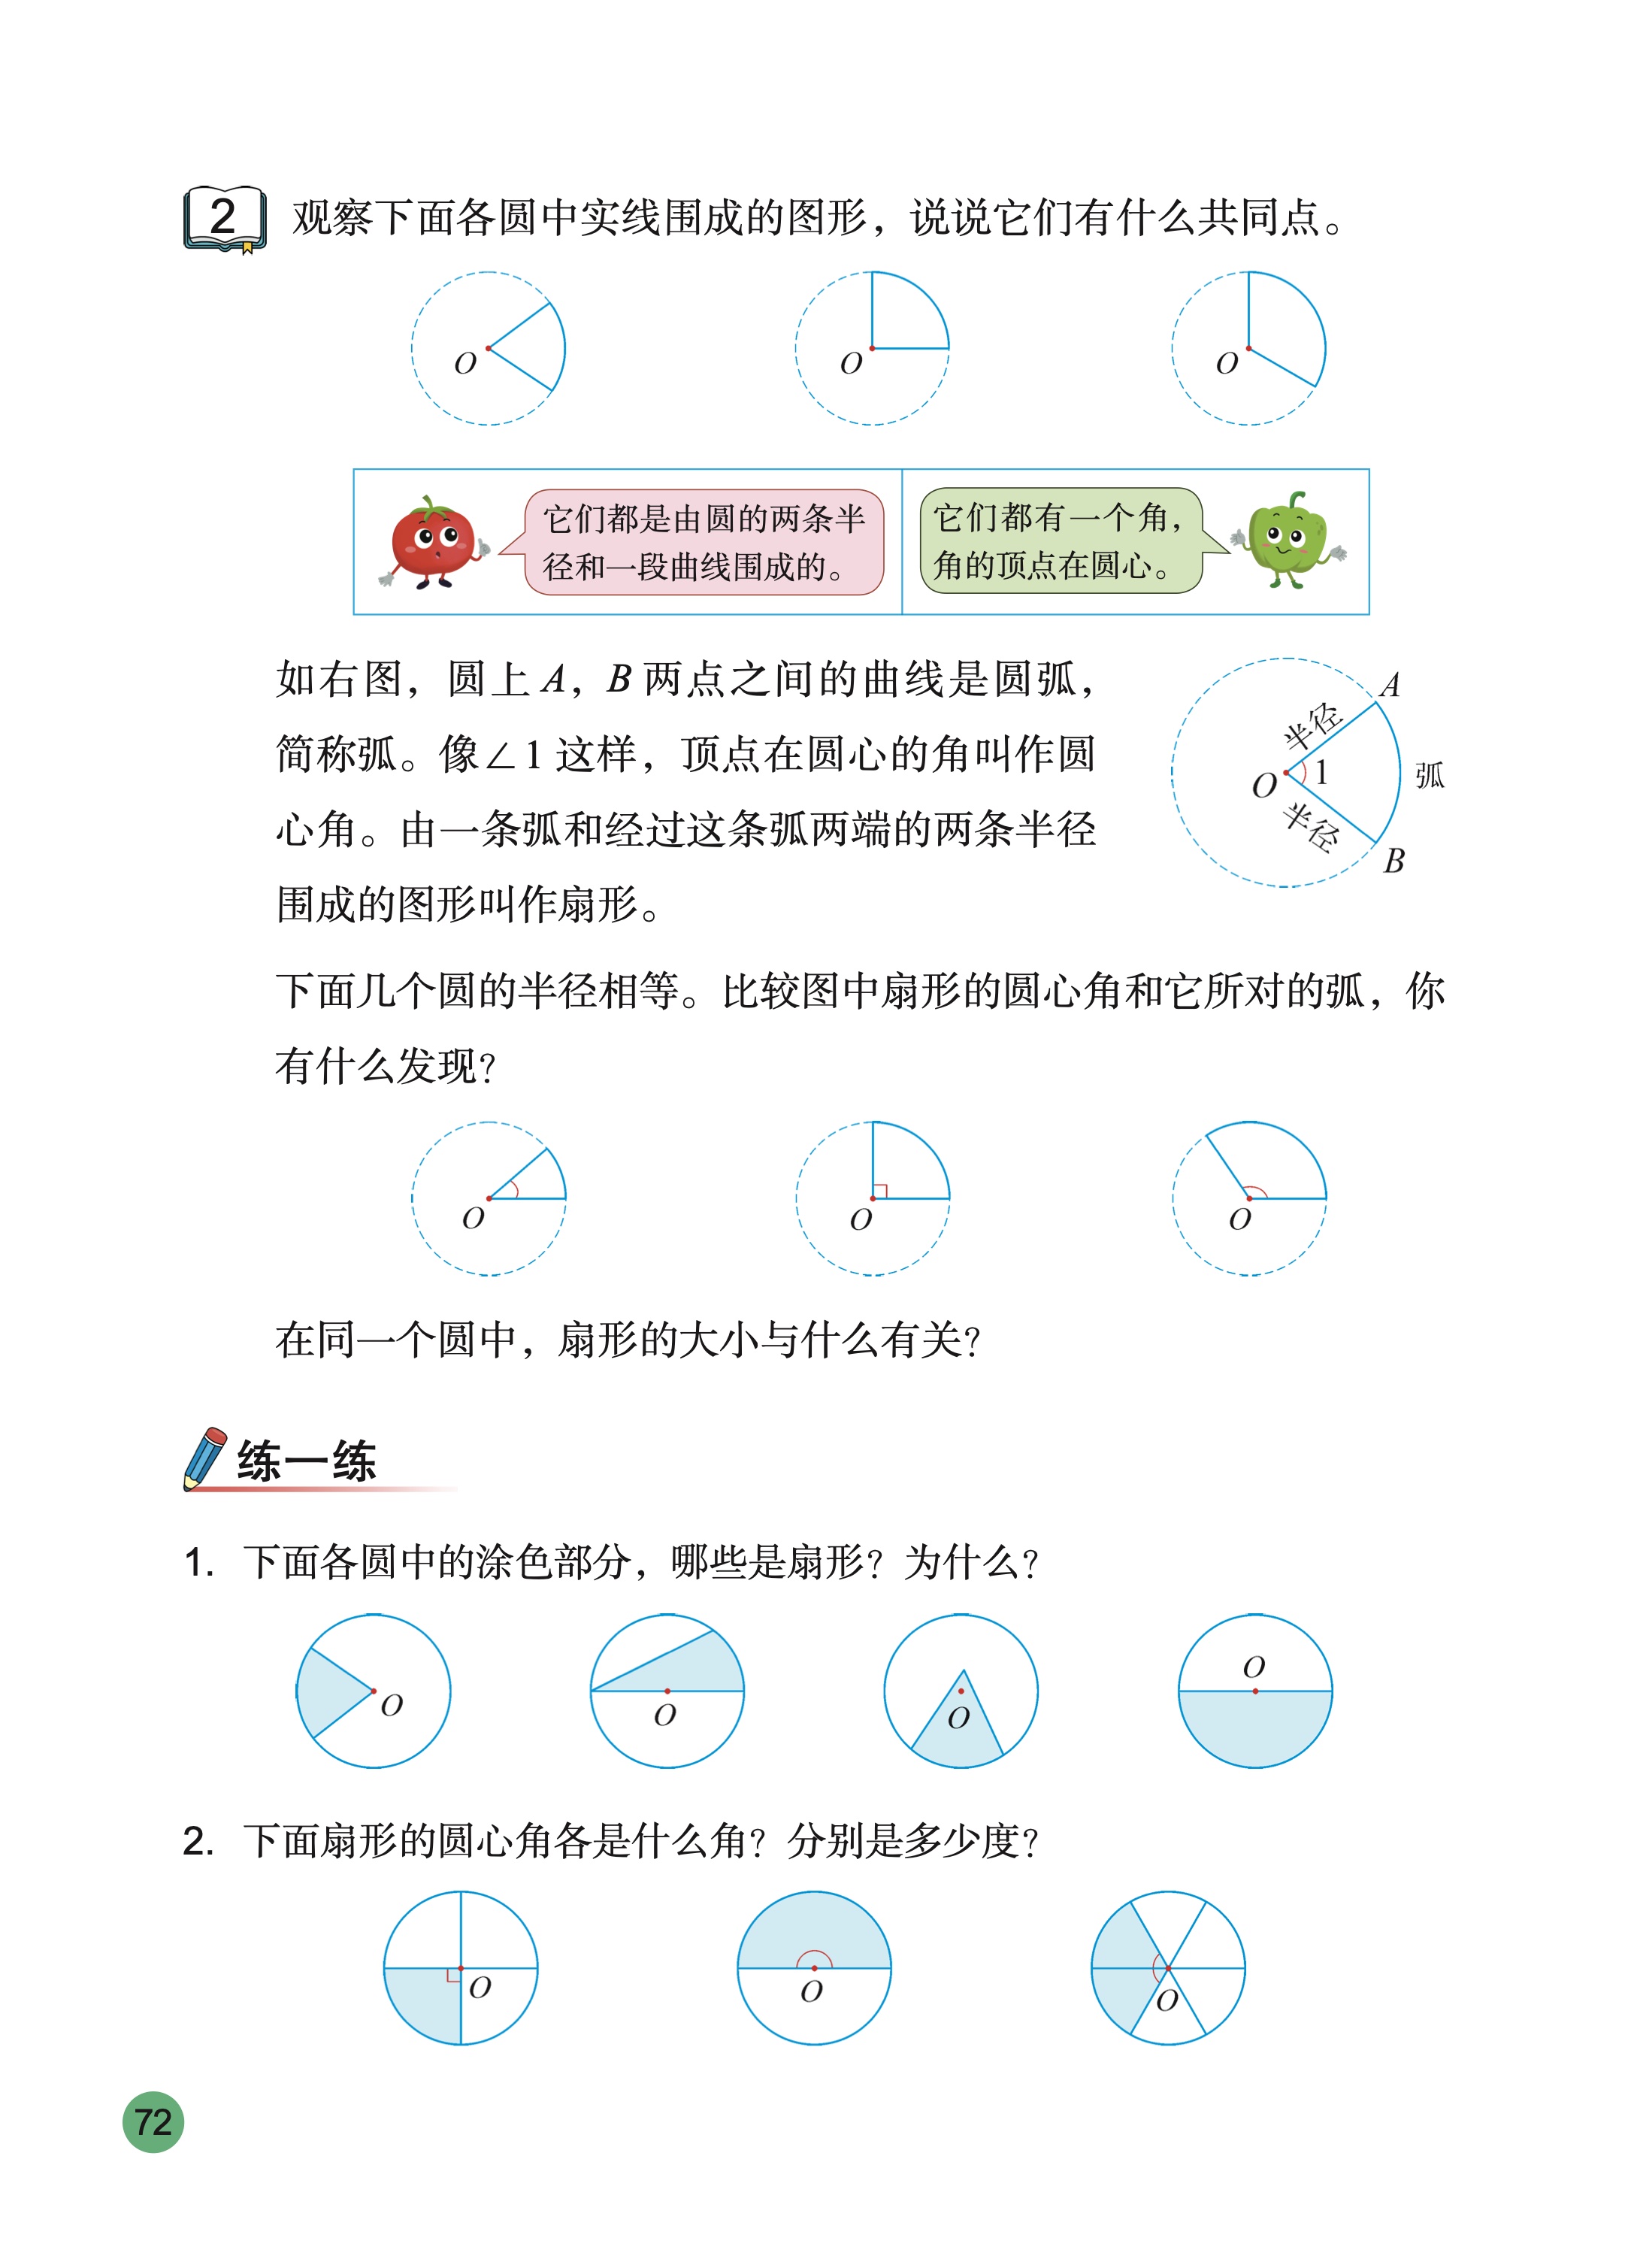 2 观察下面各圆中实线围成的图形，说说它们有什么共同点。
O O O
它们都是由圆的两条半
径和一段曲线围成的。
它们都有一个角，
角的顶点在圆心。
如右图，圆上 A，B 两点之间的曲线是圆弧，
简称弧。像∠1 这样，顶点在圆心的角叫作圆
心角。由一条弧和经过这条弧两端的两条半径
围成的图形叫作扇形。
A
半径
O 1 弧
半径
B
下面几个圆的半径相等。比较图中扇形的圆心角和它所对的弧，你
有什么发现？
O O O
在同一个圆中，扇形的大小与什么有关？
练一练
1. 下面各圆中的涂色部分，哪些是扇形？为什么？
O O O O
2. 下面扇形的圆心角各是什么角？分别是多少度？
O O O
72